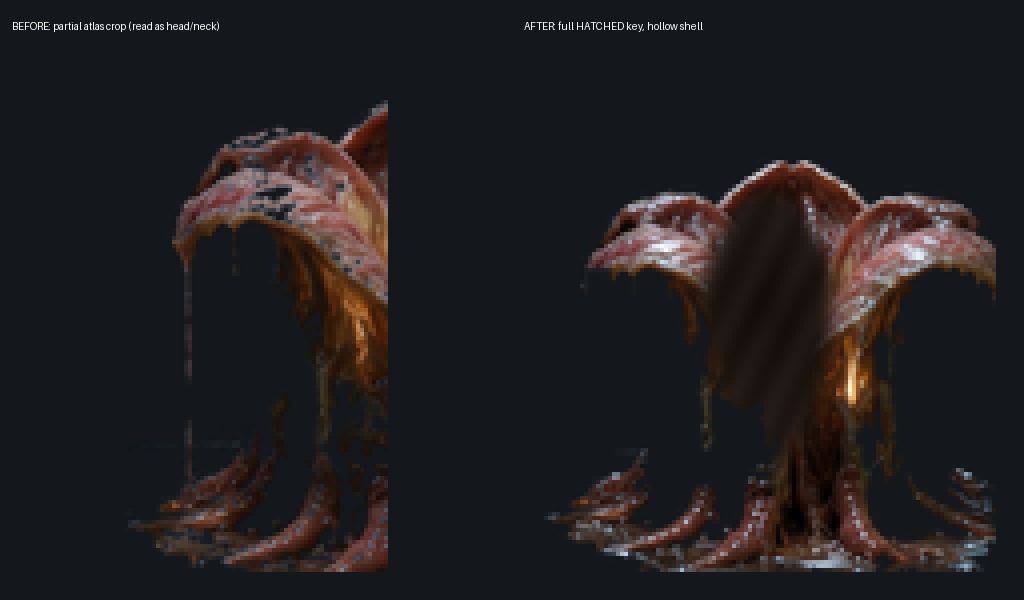 BEFORE: partial atlas crop (read as head/neck)
AFTER: full HATCHED key, hollow shell